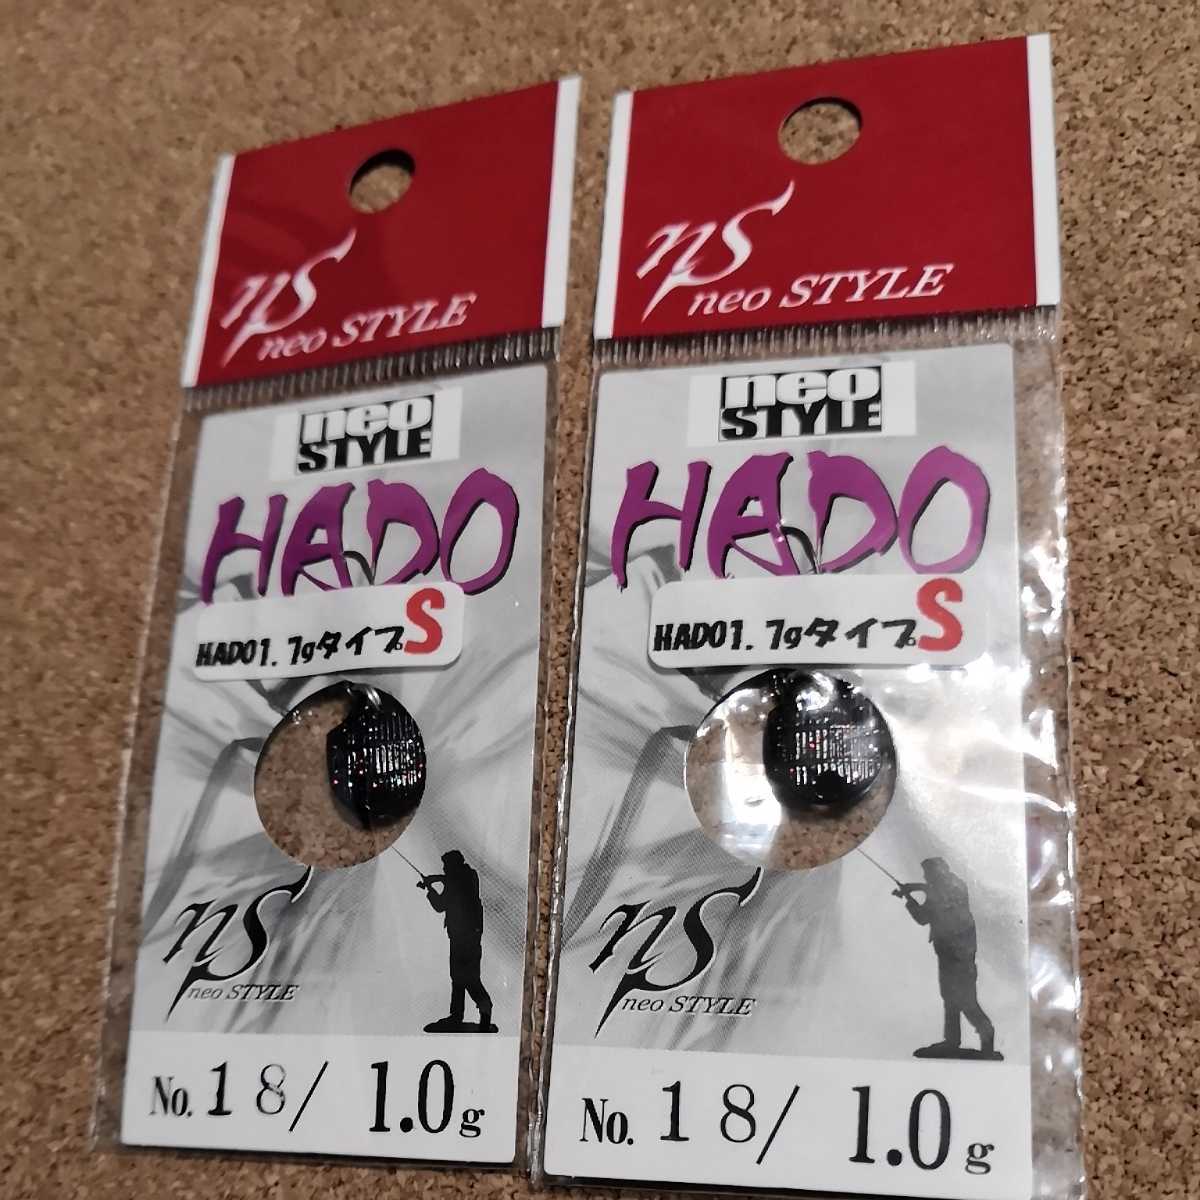 ns
neo STYLE
neo
STYLE
HADO
HADO1.7gタイプS
ns
neo STYLE
No. 18/ 1.0g
ns
neo STYLE
neo
STYLE
HADO
HADO1.7gタイプS
ns
neo STYLE
No. 18/ 1.0g